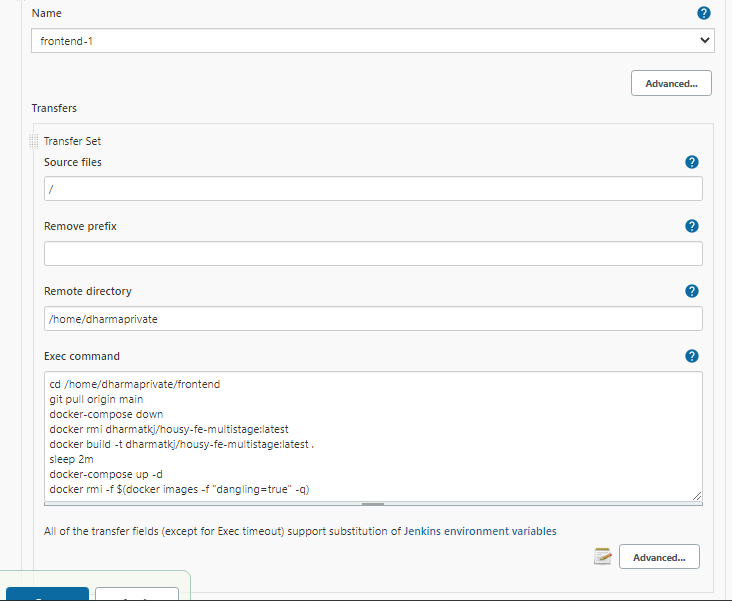 Name
frontend-1
Advanced...
Transfers
Transfer Set
Source files
/
Remove prefix
Remote directory
/home/dharmaprivate
Exec command
cd /home/dharmaprivate/frontend
git pull origin main
docker-compose down
docker rmi dharmatkj/housy-fe-multistage:latest
docker build -t dharmatkj/housy-fe-multistage:latest .
sleep 2m
docker-compose up -d
docker rmi -f $(docker images -f "dangling=true" -q)
All of the transfer fields (except for Exec timeout) support substitution of Jenkins environment variables
Advanced...